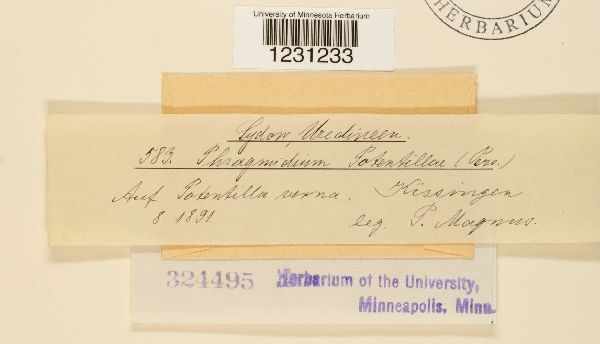 HERBARIUM
University of Minnesota Herbarium
1231233
Sydow, Uredineen.
583. Phragmidium Potentillae (Pers.)
Auf Potentilla verna. Kissingen.
8. 1891. leg. P. Magnus.
324495 Herbarium of the University,
Minneapolis, Minn.